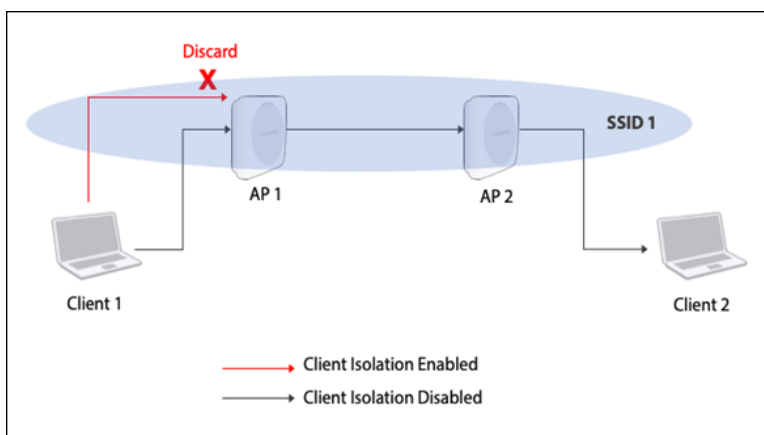 Discard
X
SSID 1
AP 1
AP 2
Client 1
Client 2
Client Isolation Enabled
Client Isolation Disabled